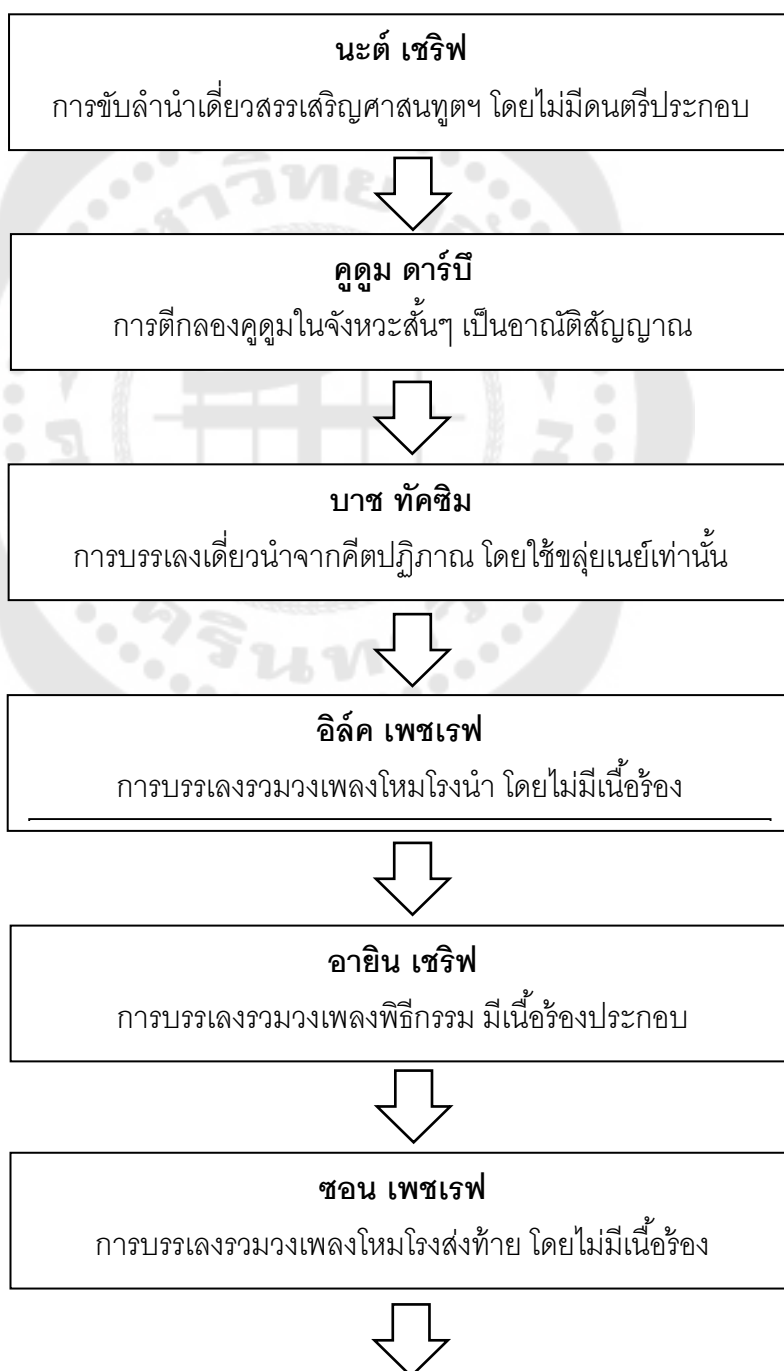 นะต์ เชริฟ
การขับลำนำเดี่ยวสรรเสริญศาสนทูตฯ โดยไม่มีดนตรีประกอบ
คูดูม ดาร์บึ
การตีกลองคูดูมในจังหวะสั้นๆ เป็นอาณัติสัญญาณ
บาช ทัคซิม
การบรรเลงเดี่ยวนำจากคีตปฏิภาณ โดยใช้ขลุ่ยเนย์เท่านั้น
อิล์ค เพชเรฟ
การบรรเลงรวมวงเพลงโหมโรงนำ โดยไม่มีเนื้อร้อง
อายิน เชริฟ
การบรรเลงรวมวงเพลงพิธีกรรม มีเนื้อร้องประกอบ
ซอน เพชเรฟ
การบรรเลงรวมวงเพลงโหมโรงส่งท้าย โดยไม่มีเนื้อร้อง